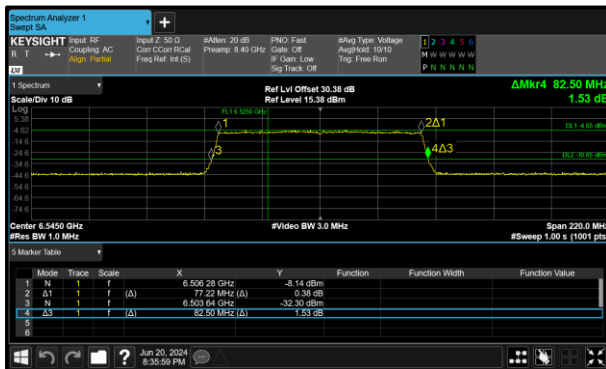 Spectrum Analyzer 1
Swept SA
KEYSIGHT
R T
LXI
Input: RF
Coupling: AC
Align: Partial
Input Z: 50 Ω
Corr CCorr RCal
Freq Ref: Int (S)
#Atten: 20 dB
Preamp: 8.40 GHz
PNO: Fast
Gate: Off
IF Gain: Low
Sig Track: Off
#Avg Type: Voltage
Avg|Hold: 10/10
Trig: Free Run
1 2 3 4 5 6
M W W W W W
P N N N N N
1 Spectrum
Scale/Div 10 dB
Ref Lvl Offset 30.38 dB
Ref Level 15.38 dBm
ΔMkr4 82.50 MHz
1.53 dB
Log
5.38
-4.62
-14.6
-24.6
-34.6
-44.6
-54.6
-64.6
-74.6
FL1 6.5250 GHz
1
2Δ1
DL1 -4.65 dBm
3
4Δ3
DL2 -30.65 dBm
Center 6.5450 GHz
#Video BW 3.0 MHz
Span 220.0 MHz
#Res BW 1.0 MHz
#Sweep 1.00 s (1001 pts)
5 Marker Table
Mode Trace Scale X Y Function Function Width Function Value
1 N 1 f 6.506 28 GHz -8.14 dBm
2 Δ1 1 f (Δ) 77.22 MHz (Δ) 0.38 dB
3 N 1 f 6.503 64 GHz -32.30 dBm
4 Δ3 1 f (Δ) 82.50 MHz (Δ) 1.53 dB
5
6
?
Jun 20, 2024
8:35:59 PM